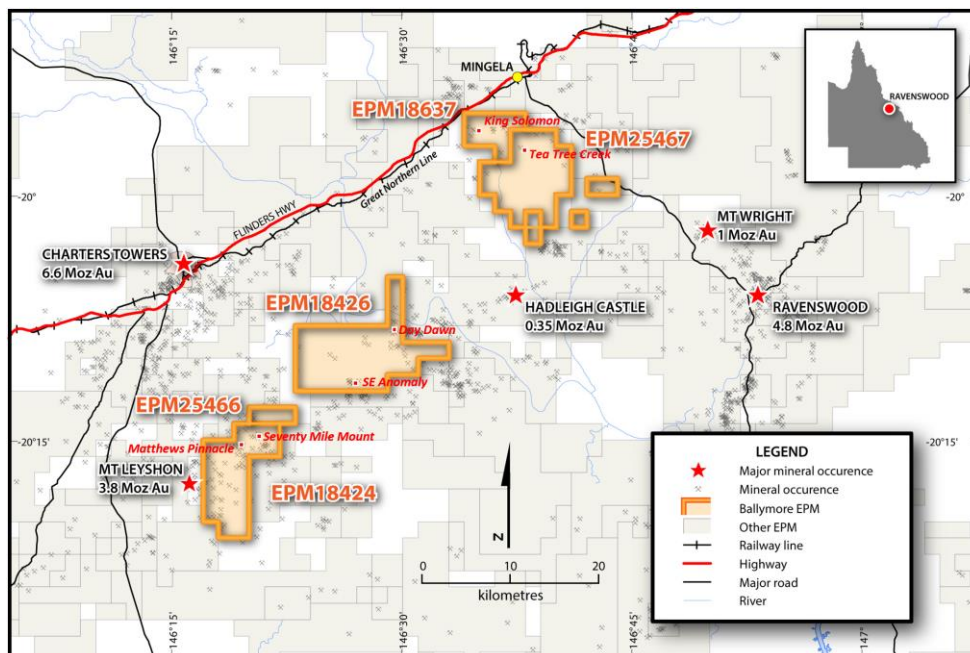 146°15'
146°30'
146°45'
MINGELA
EPM18637
King Solomon
EPM25467
Tea Tree Creek
RAVENSWOOD
Great Northern Line
FLINDERS HWY
-20°
-20°
MT WRIGHT
1 Moz Au
CHARTERS TOWERS
6.6 Moz Au
EPM18426
HADLEIGH CASTLE
0.35 Moz Au
RAVENSWOOD
4.8 Moz Au
Day Dawn
SE Anomaly
EPM25466
Seventy Mile Mount
Matthews Pinnacle
-20°15'
-20°15'
MT LEYSHON
3.8 Moz Au
EPM18424
N
0 10 20
kilometres
LEGEND
Major mineral occurence
Mineral occurence
Ballymore EPM
Other EPM
Railway line
Highway
Major road
River
146°15'
146°30'
146°45'
147°